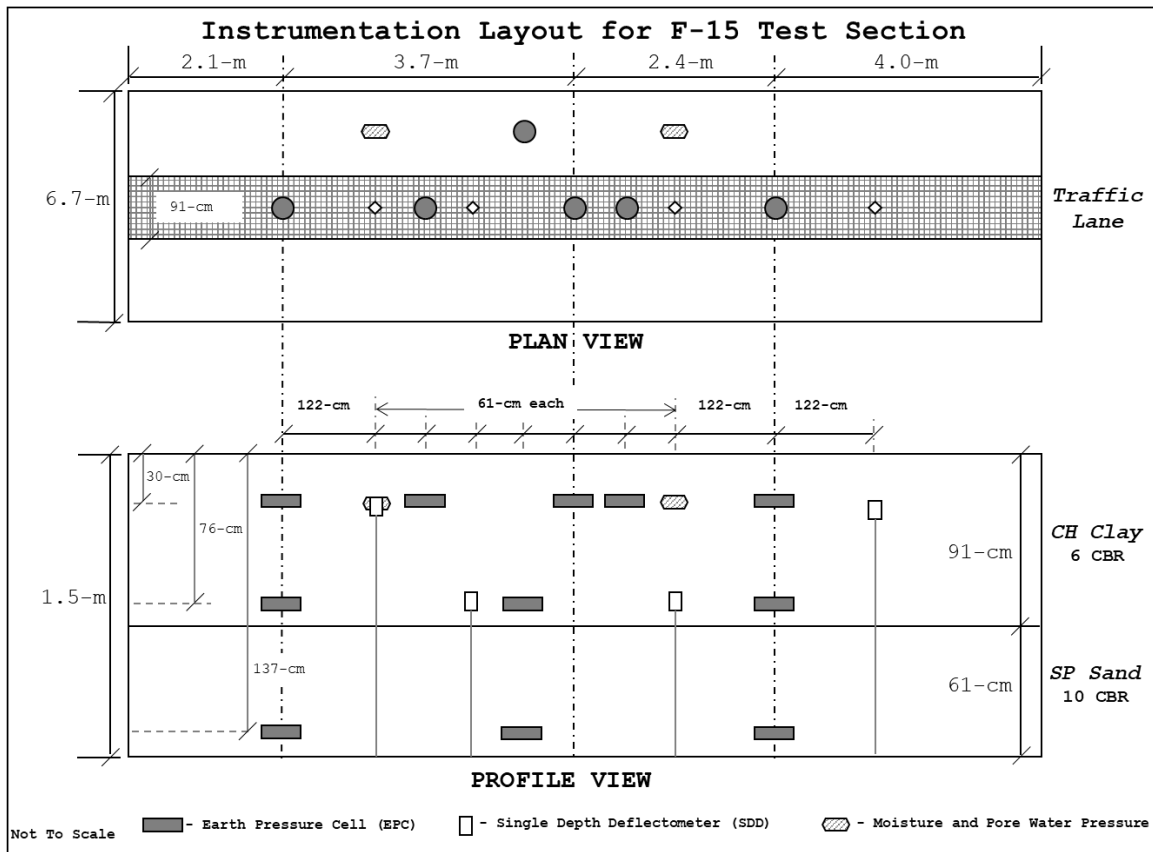 Instrumentation Layout for F-15 Test Section
2.1-m 3.7-m 2.4-m 4.0-m
6.7-m
91-cm
Traffic
Lane
PLAN VIEW
122-cm 61-cm each 122-cm 122-cm
30-cm
76-cm
1.5-m
137-cm
91-cm
CH Clay
6 CBR
61-cm
SP Sand
10 CBR
PROFILE VIEW
Not To Scale
- Earth Pressure Cell (EPC) - Single Depth Deflectometer (SDD) - Moisture and Pore Water Pressure